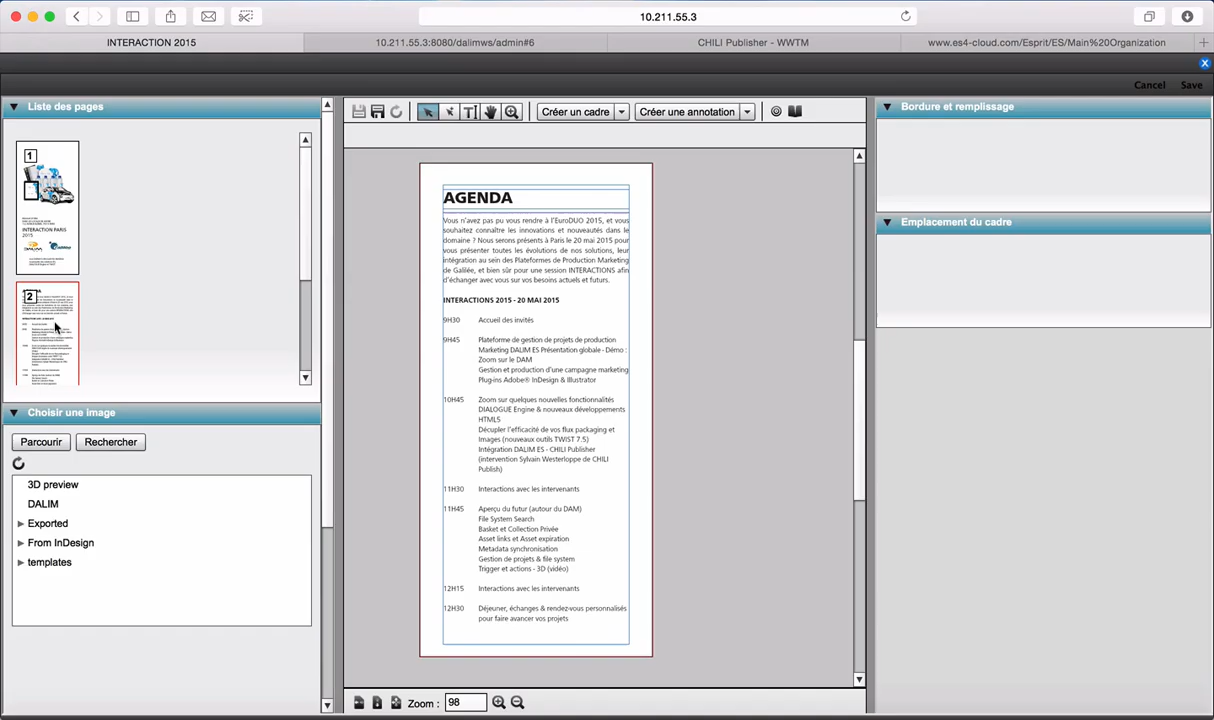 10.211.55.3
INTERACTION 2015
10.211.55.3:8080/dalimws/admin#6
CHILI Publisher - WWTM
www.es4-cloud.com/Esprit/ES/Main%20Organization
Cancel
Save
Liste des pages
1
INTERACTION PARIS
2015
2
Choisir une image
Parcourir
Rechercher
3D preview
DALIM
Exported
From InDesign
templates
Créer un cadre
Créer une annotation
AGENDA
Vous n'avez pas pu vous rendre à l'EuroDUO 2015, et vous
souhaitez connaître les innovations et nouveautés dans le
domaine ? Nous serons présents à Paris le 20 mai 2015 pour
vous présenter toutes les évolutions de nos solutions, leur
intégration au sein des Plateformes de Production Marketing
de Galilée, et bien sûr pour une session INTERACTIONS afin
d'échanger avec vous sur vos besoins actuels et futurs.
INTERACTIONS 2015 - 20 MAI 2015
9H30 Accueil des invités
9H45 Plateforme de gestion de projets de production
Marketing DALIM ES Présentation globale - Démo :
Zoom sur le DAM
Gestion et production d'une campagne marketing
Plug-ins Adobe® InDesign & Illustrator
10H45 Zoom sur quelques nouvelles fonctionnalités
DIALOGUE Engine & nouveaux développements
HTML5
Décupler l'efficacité de vos flux packaging et
Images (nouveaux outils TWIST 7.5)
Intégration DALIM ES - CHILI Publisher
(intervention Sylvain Westerloppe de CHILI
Publish)
11H30 Interactions avec les intervenants
11H45 Aperçu du futur (autour du DAM)
File System Search
Basket et Collection Privée
Asset links et Asset expiration
Metadata synchronisation
Gestion de projets & file system
Trigger et actions - 3D (vidéo)
12H15 Interactions avec les intervenants
12H30 Déjeuner, échanges & rendez-vous personnalisés
pour faire avancer vos projets
Zoom : 98
Bordure et remplissage
Emplacement du cadre